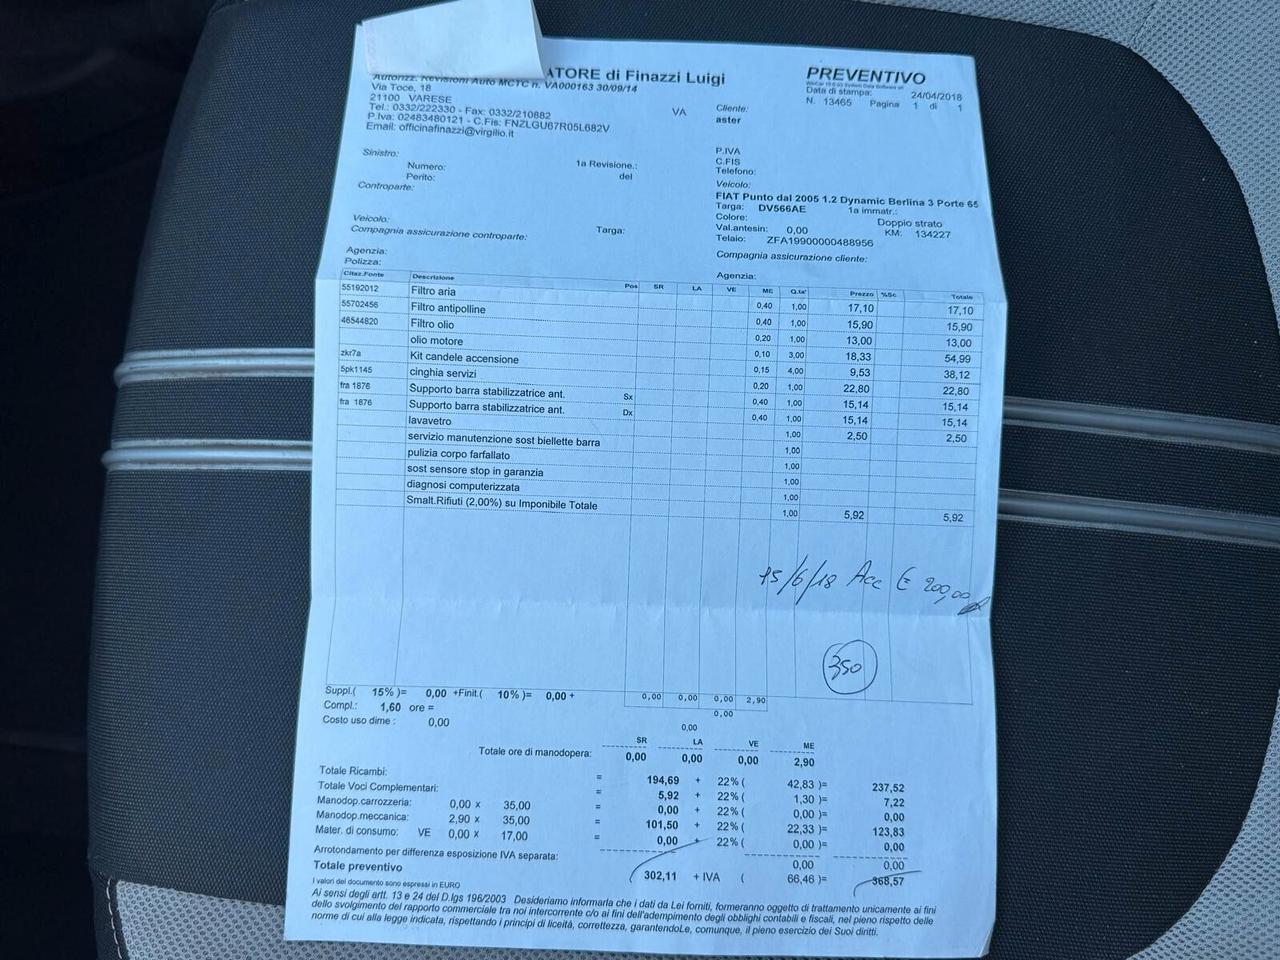 ATORE di Finazzi Luigi
Autorizz. Revisioni Auto MCTC n. VA000163 30/09/14
Via Toce, 18
21100 VARESE VA
Tel.: 0332/222330 - Fax: 0332/210882
P.Iva: 02483480121 - C.Fis: FNZLGU67R05L682V
Email: officinafinazzi@virgilio.it
PREVENTIVO
Data di stampa: 24/04/2018
N. 13465 Pagina 1 di 1
Cliente:
aster
P.IVA
C.FIS
Telefono:
Sinistro:
Numero: 1a Revisione.:
Perito: del
Controparte:
Veicolo:
FIAT Punto dal 2005 1.2 Dynamic Berlina 3 Porte 65
Targa: DV566AE 1a immatr.:
Colore: Doppio strato
Val.antesin: 0,00 KM: 134227
Telaio: ZFA19900000488956
Veicolo: Targa:
Compagnia assicurazione controparte:
Compagnia assicurazione cliente:
Agenzia:
Polizza:
Agenzia:
Citaz.Fonte Descrizione Pos SR LA VE ME Q.ta' Prezzo %Sc Totale
55192012 Filtro aria 0,40 1,00 17,10 17,10
55702456 Filtro antipolline 0,40 1,00 15,90 15,90
46544820 Filtro olio 0,20 1,00 13,00 13,00
olio motore 0,10 3,00 18,33 54,99
zkr7a Kit candele accensione 0,15 4,00 9,53 38,12
5pk1145 cinghia servizi 0,20 1,00 22,80 22,80
fra 1876 Supporto barra stabilizzatrice ant. Sx 0,40 1,00 15,14 15,14
fra 1876 Supporto barra stabilizzatrice ant. Dx 0,40 1,00 15,14 15,14
lavavetro 1,00 2,50 2,50
servizio manutenzione sost biellette barra 1,00
pulizia corpo farfallato 1,00
sost sensore stop in garanzia 1,00
diagnosi computerizzata 1,00
Smalt.Rifiuti (2,00%) su Imponibile Totale 1,00 5,92 5,92
15/6/18 Acc € 200,00
350
Suppl.( 15% )= 0,00 +Finit.( 10% )= 0,00 + 0,00 0,00 0,00 2,90
Compl.: 1,60 ore = 0,00
Costo uso dime : 0,00 0,00
SR LA VE ME
Totale ore di manodopera: 0,00 0,00 0,00 2,90
Totale Ricambi: = 194,69 + 22% ( 42,83 )= 237,52
Totale Voci Complementari: = 5,92 + 22% ( 1,30 )= 7,22
Manodop.carrozzeria: 0,00 x 35,00 = 0,00 + 22% ( 0,00 )= 0,00
Manodop.meccanica: 2,90 x 35,00 = 101,50 + 22% ( 22,33 )= 123,83
Mater. di consumo: VE 0,00 x 17,00 = 0,00 + 22% ( 0,00 )= 0,00
Arrotondamento per differenza esposizione IVA separata: 0,00 0,00
Totale preventivo 302,11 + IVA ( 66,46 )= 368,57
I valori del documento sono espressi in EURO
Ai sensi degli artt. 13 e 24 del D.lgs 196/2003 Desideriamo informarla che i dati da Lei forniti, formeranno oggetto di trattamento unicamente ai fini
dello svolgimento del rapporto commerciale tra noi intercorrente c/o ai fini dell'adempimento degli obblighi contabili e fiscali, nel pieno rispetto delle
norme di cui alla legge indicata, rispettando i principi di liceità, correttezza, garantendoLe, comunque, il pieno esercizio dei Suoi diritti.